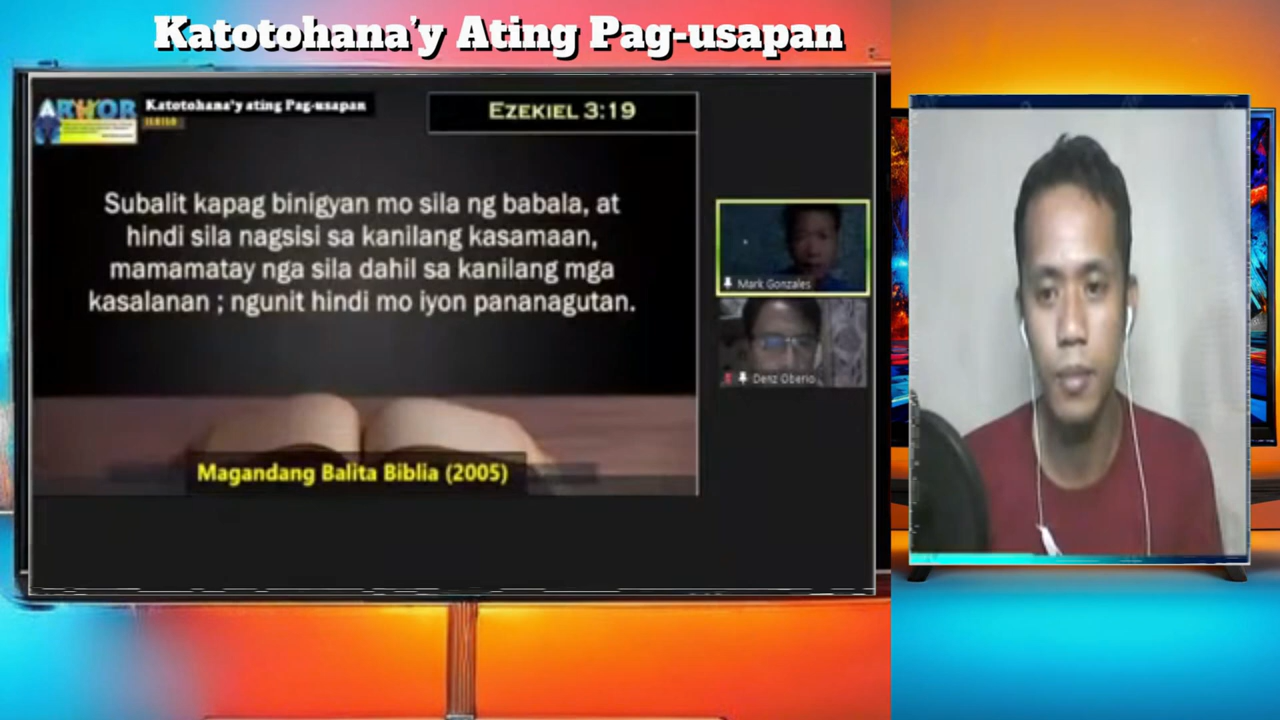 Katotohana'y Ating Pag-usapan
Katotohana'y ating Pag-usapan
EZEKIEL 3:19
Subalit kapag binigyan mo sila ng babala, at
hindi sila nagsisi sa kanilang kasamaan,
mamamatay nga sila dahil sa kanilang mga
kasalanan ; ngunit hindi mo iyon pananagutan.
Magandang Balita Biblia (2005)
Mark Gonzales
Denz Oberio